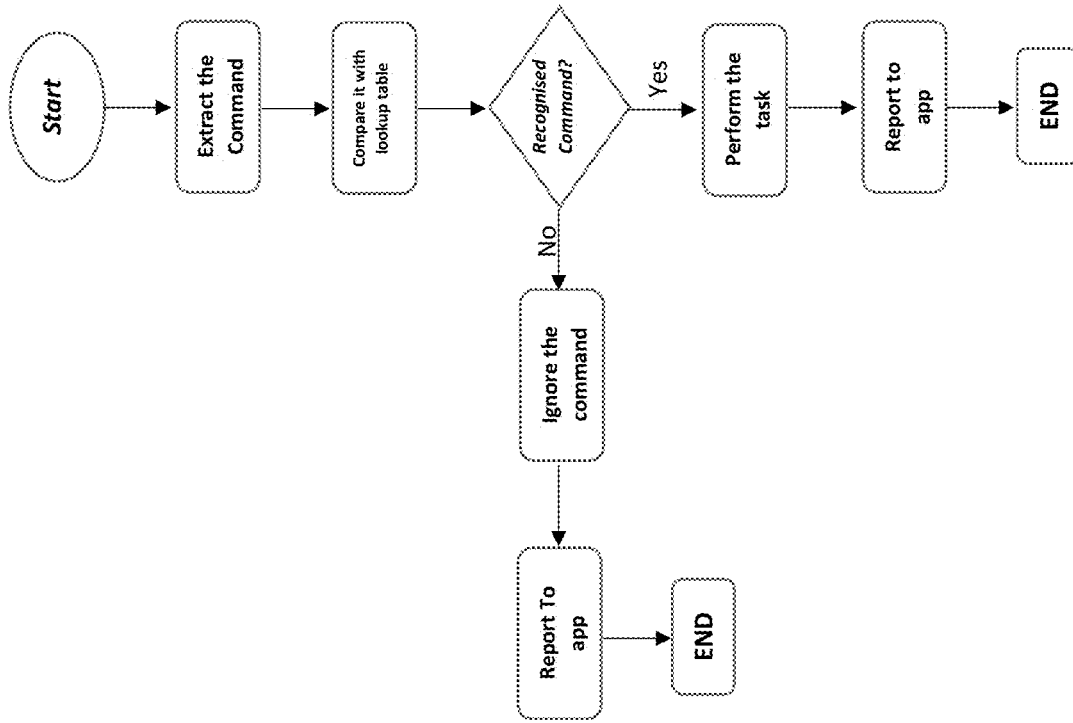 Start
Extract the
Command
Compare it with
lookup table
Recognised
Command?
Yes
Perform the
task
Report to
app
END
No
Ignore the
command
Report To
app
END